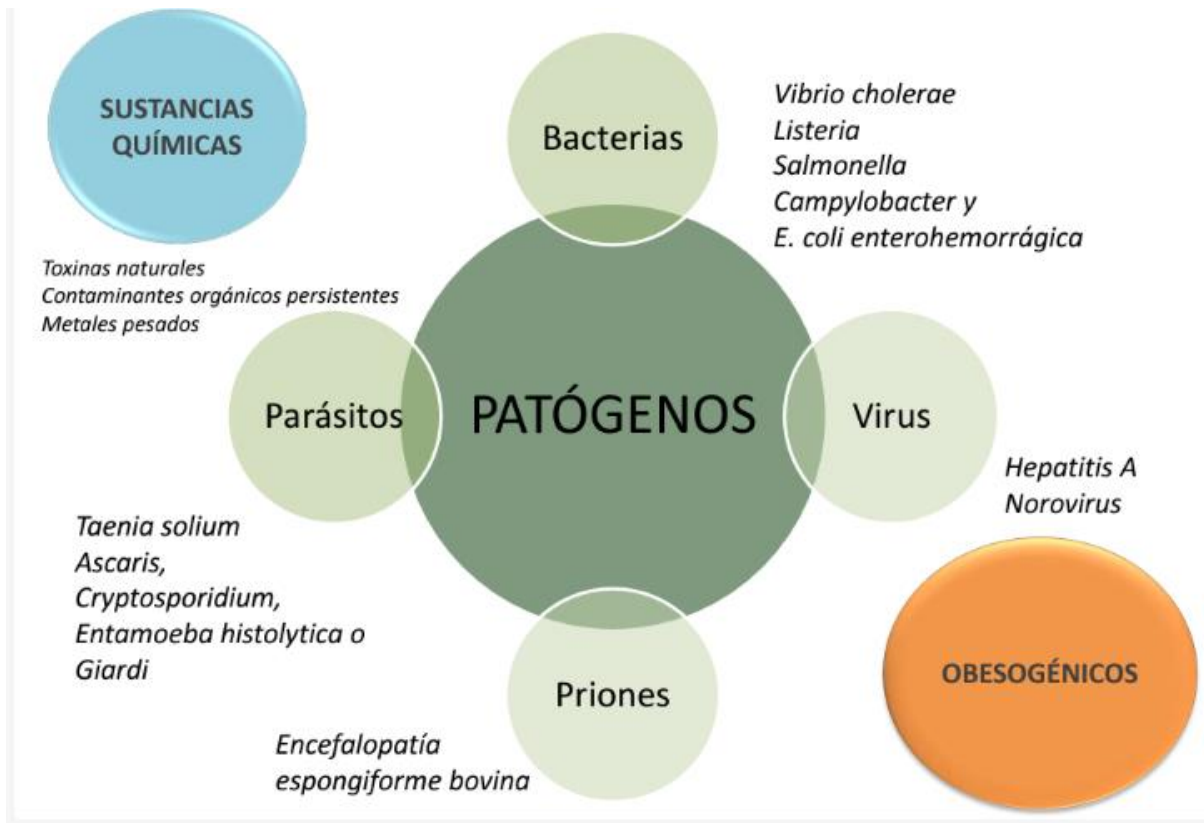 SUSTANCIAS
QUÍMICAS
Toxinas naturales
Contaminantes orgánicos persistentes
Metales pesados
Bacterias
Vibrio cholerae
Listeria
Salmonella
Campylobacter y
E. coli enterohemorrágica
Parásitos
PATÓGENOS
Virus
Hepatitis A
Norovirus
Taenia solium
Ascaris,
Cryptosporidium,
Entamoeba histolytica o
Giardi
Priones
Encefalopatía
espongiforme bovina
OBESOGÉNICOS